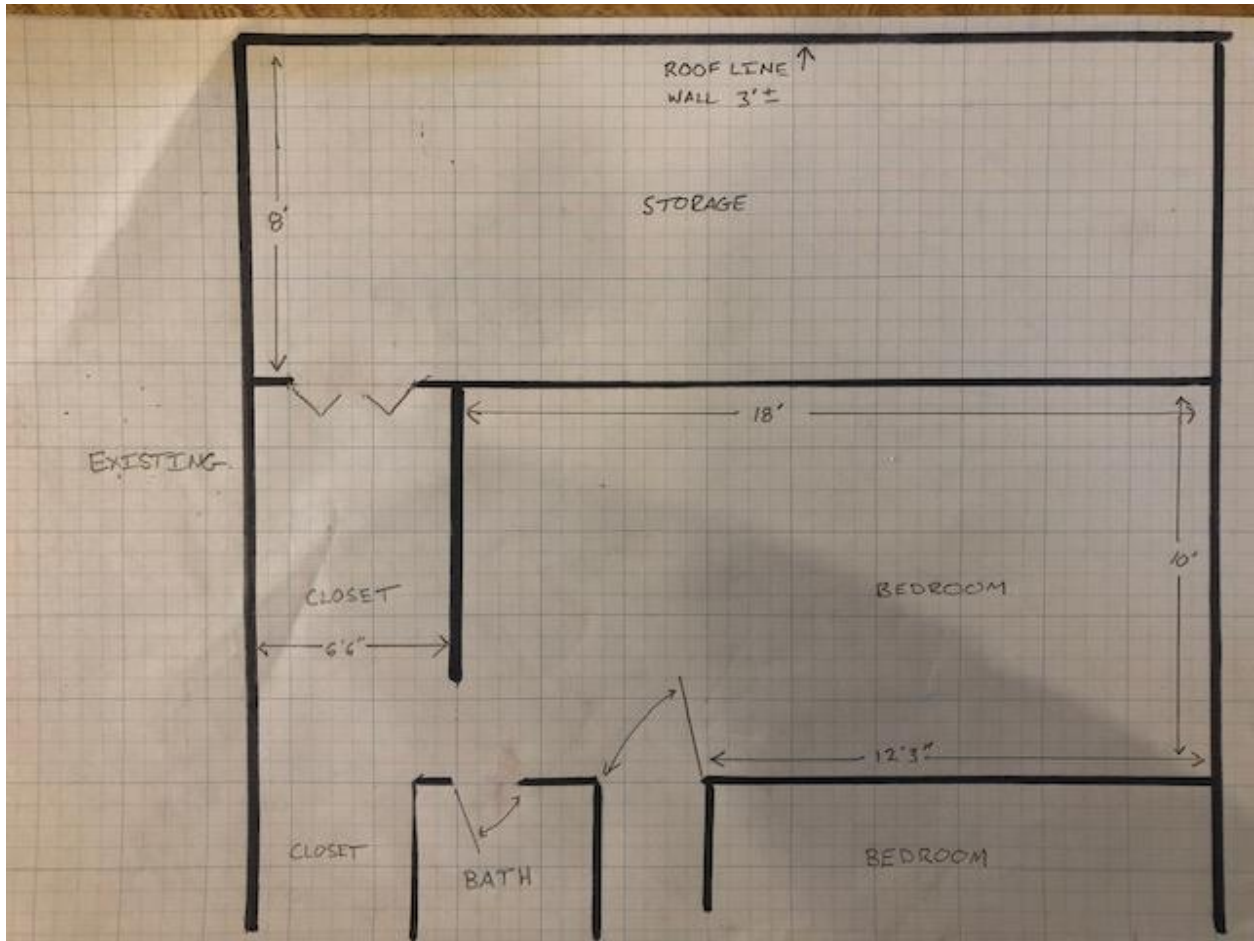 ROOF LINE
WALL 3'±
8'
STORAGE
18'
EXISTING
10'
CLOSET
BEDROOM
6'6"
12'3"
CLOSET
BATH
BEDROOM